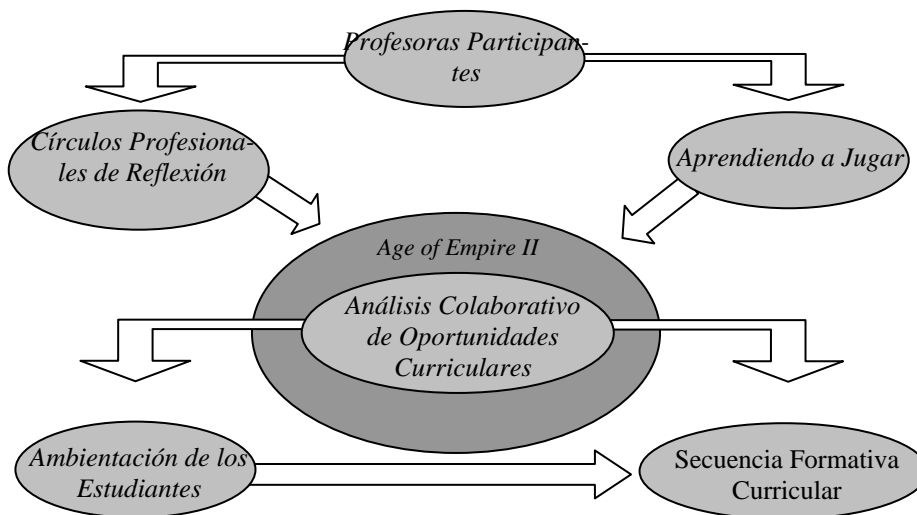 Profesoras Participan-
tes
Círculos Profesiona-
les de Reflexión
Aprendiendo a Jugar
Age of Empire II
Análisis Colaborativo
de Oportunidades
Curriculares
Ambientación de los
Estudiantes
Secuencia Formativa
Curricular